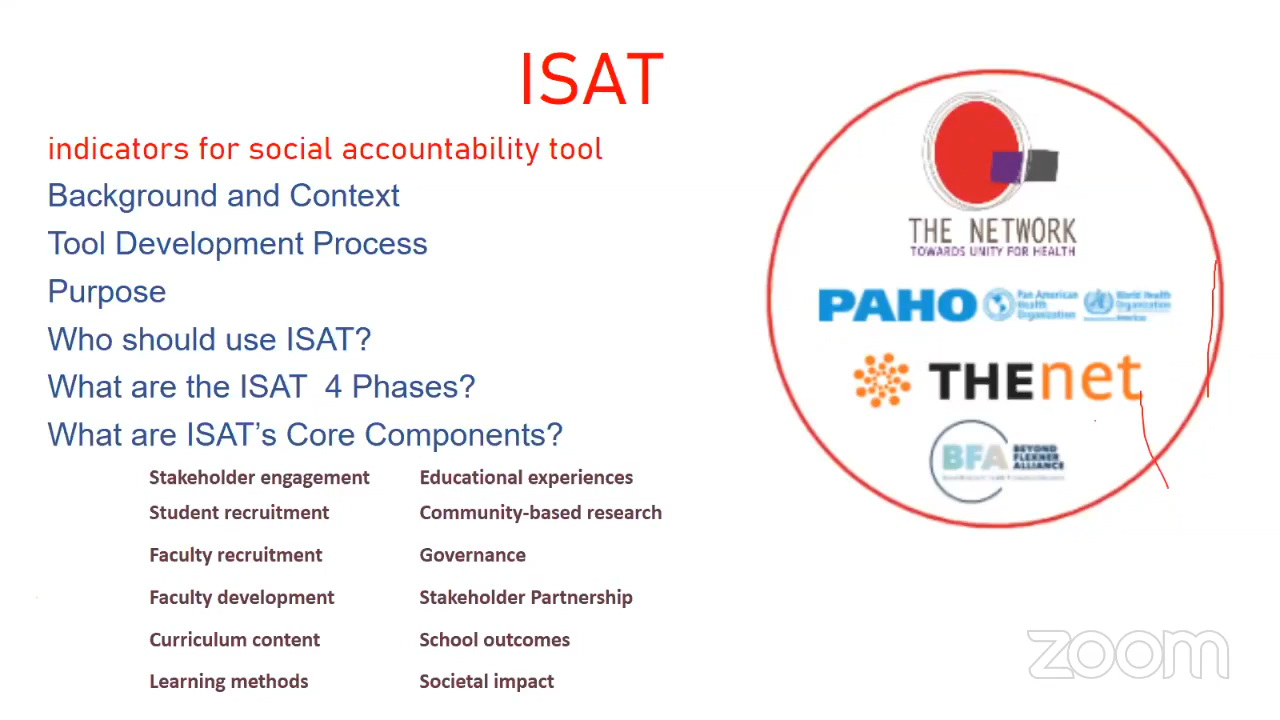 ISAT
indicators for social accountability tool
Background and Context
Tool Development Process
Purpose
Who should use ISAT?
What are the ISAT 4 Phases?
What are ISAT’s Core Components?
Stakeholder engagement
Student recruitment
Faculty recruitment
Faculty development
Curriculum content
Learning methods
Educational experiences
Community-based research
Governance
Stakeholder Partnership
School outcomes
Societal impact
THE NETWORK
TOWARDS UNITY FOR HEALTH
PAHO
Pan American
Health
Organization
World Health
Organization
Americas
THEnet
BFA
BEYOND
FLEXNER
ALLIANCE
zoom